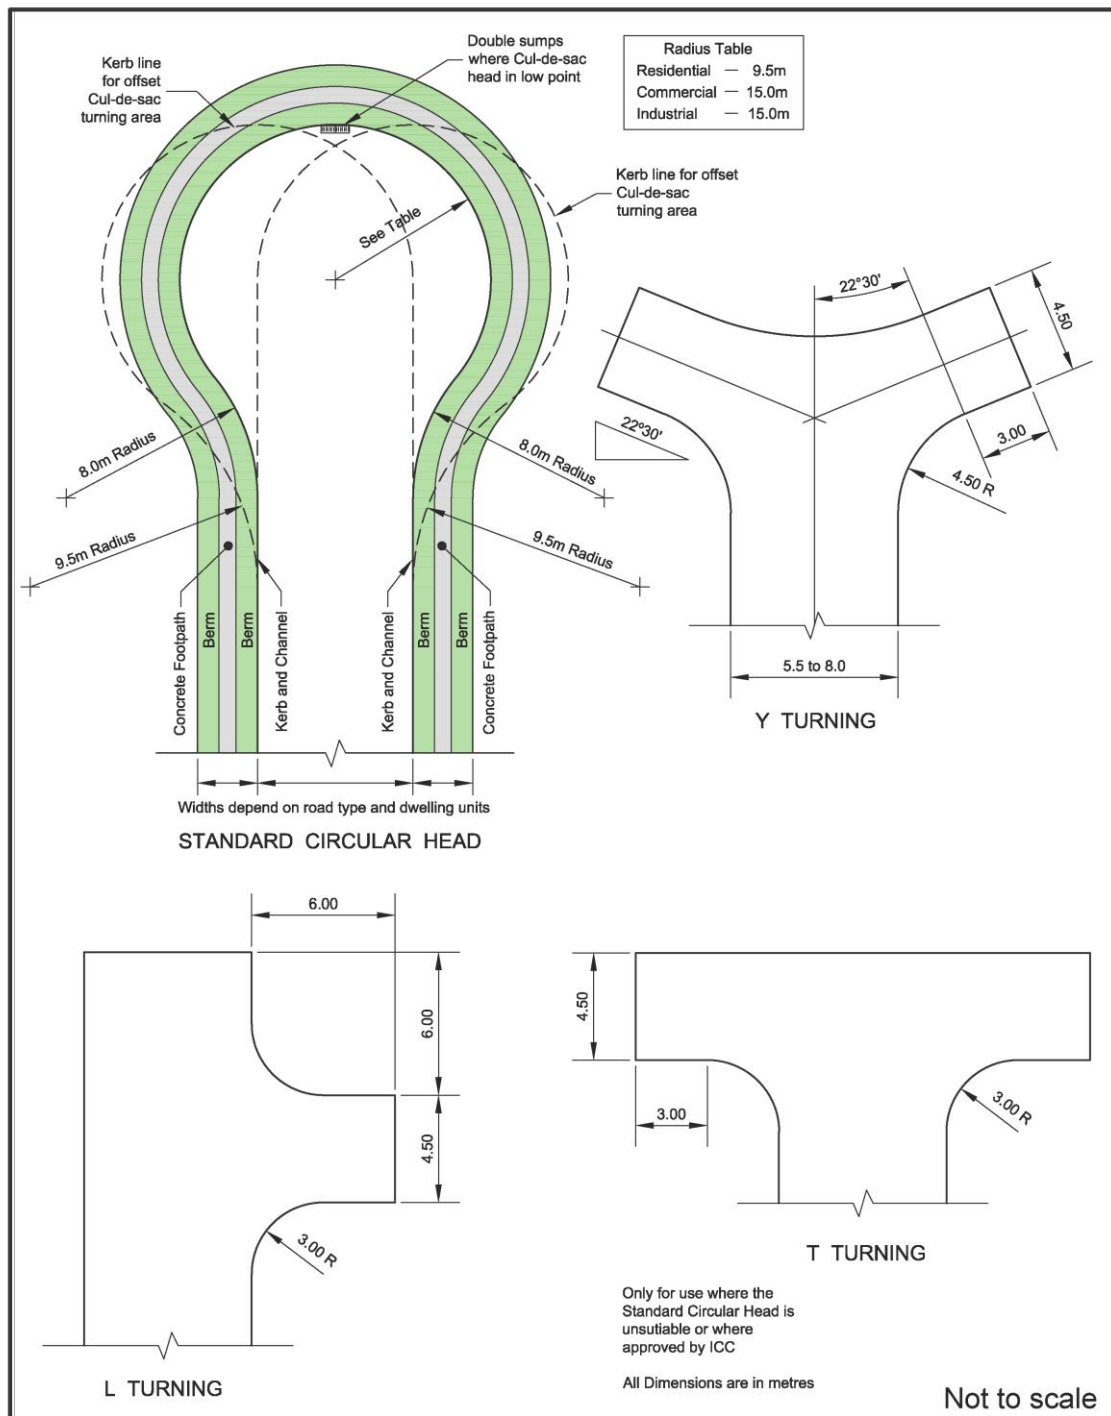 Kerb line
for offset
Cul-de-sac
turning area
Double sumps
where Cul-de-sac
head in low point
Radius Table
Residential — 9.5m
Commercial — 15.0m
Industrial — 15.0m
Kerb line for offset
Cul-de-sac
turning area
See Table
8.0m Radius
8.0m Radius
9.5m Radius
9.5m Radius
Concrete Footpath
Berm
Berm
Kerb and Channel
Kerb and Channel
Berm
Berm
Concrete Footpath
Widths depend on road type and dwelling units
STANDARD CIRCULAR HEAD
22°30'
4.50
22°30'
3.00
4.50 R
5.5 to 8.0
Y TURNING
6.00
6.00
4.50
3.00 R
L TURNING
4.50
3.00
3.00 R
T TURNING
Only for use where the
Standard Circular Head is
unsutiable or where
approved by ICC
All Dimensions are in metres
Not to scale